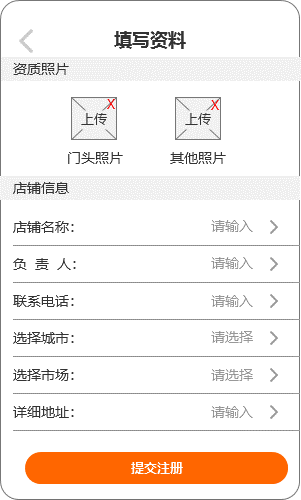 填写资料
资质照片
X X
上传 上传
门头照片 其他照片
店铺信息
店铺名称： 请输入
负 责 人： 请输入
联系电话： 请输入
选择城市： 请选择
选择市场： 请选择
详细地址： 请输入
提交注册